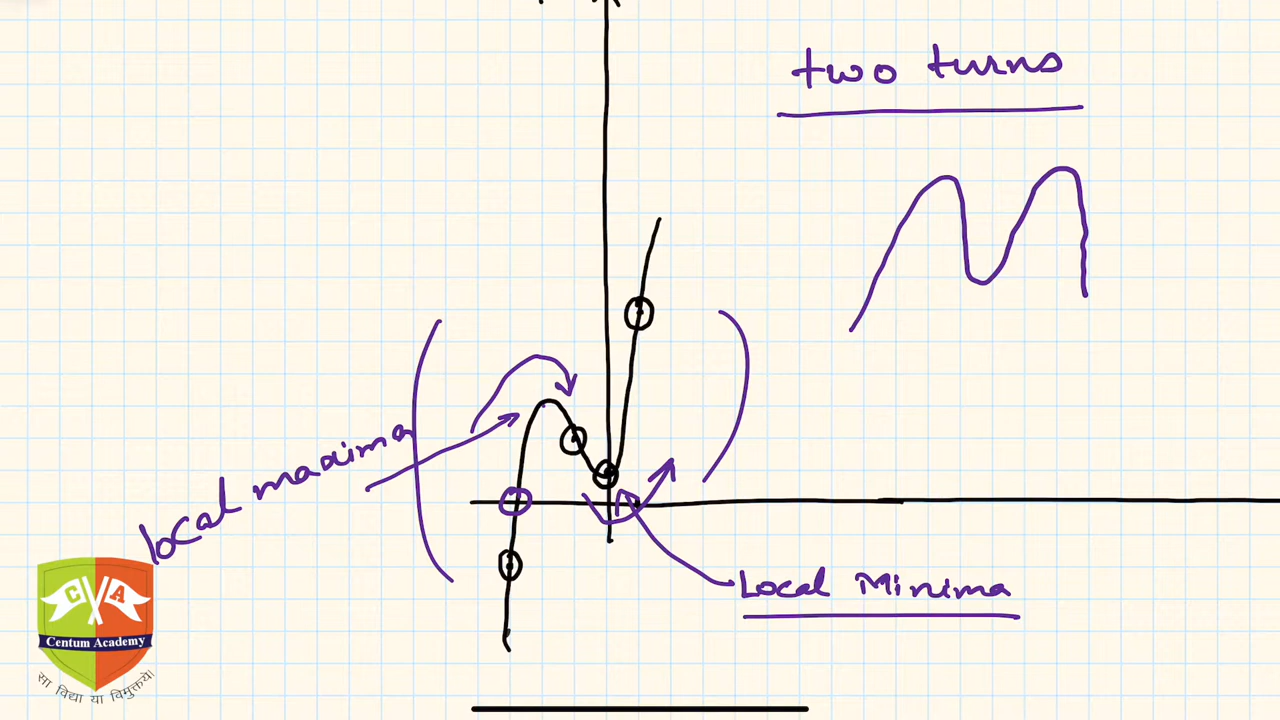 two turns
local maxima
Local Minima
C A
Centum Academy
सा विद्या या विमुक्तये।